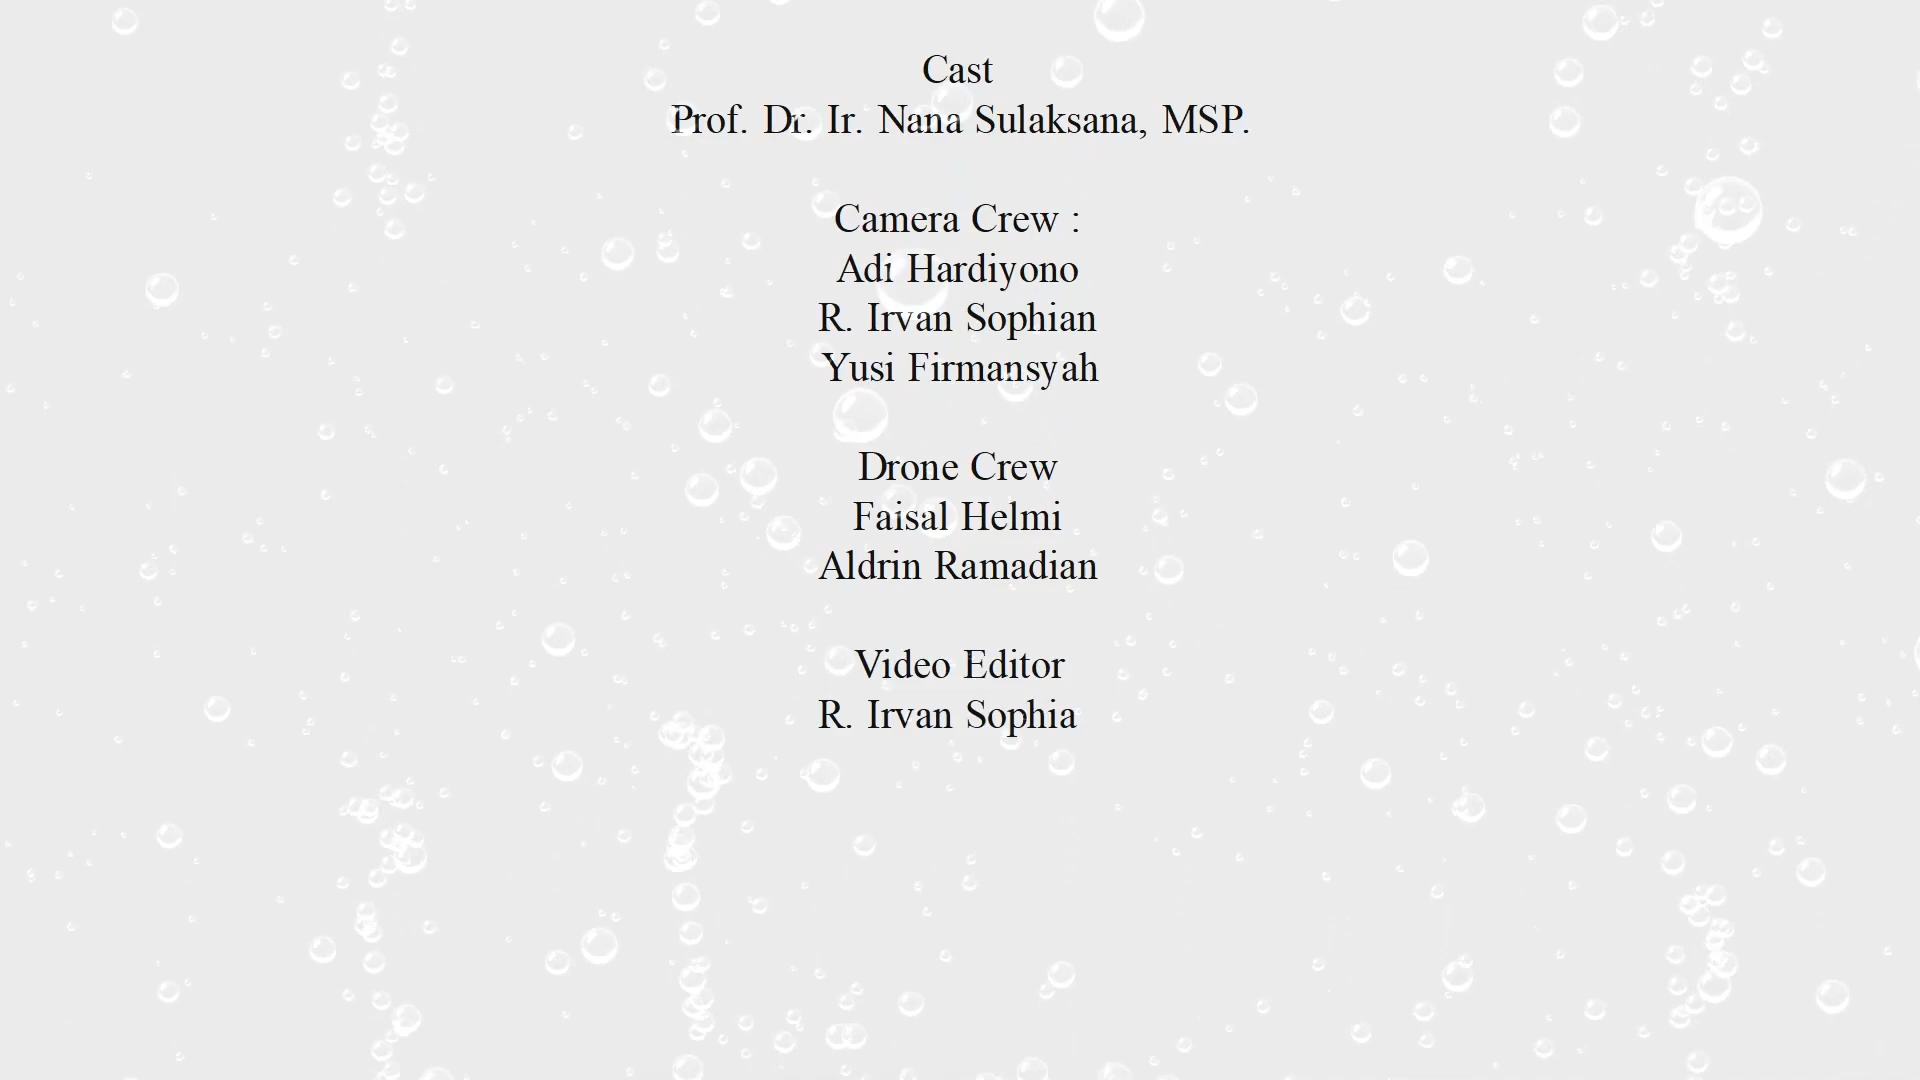 Cast
Prof. Dr. Ir. Nana Sulaksana, MSP.
Camera Crew :
Adi Hardiyono
R. Irvan Sophian
Yusi Firmansyah
Drone Crew
Faisal Helmi
Aldrin Ramadian
Video Editor
R. Irvan Sophia